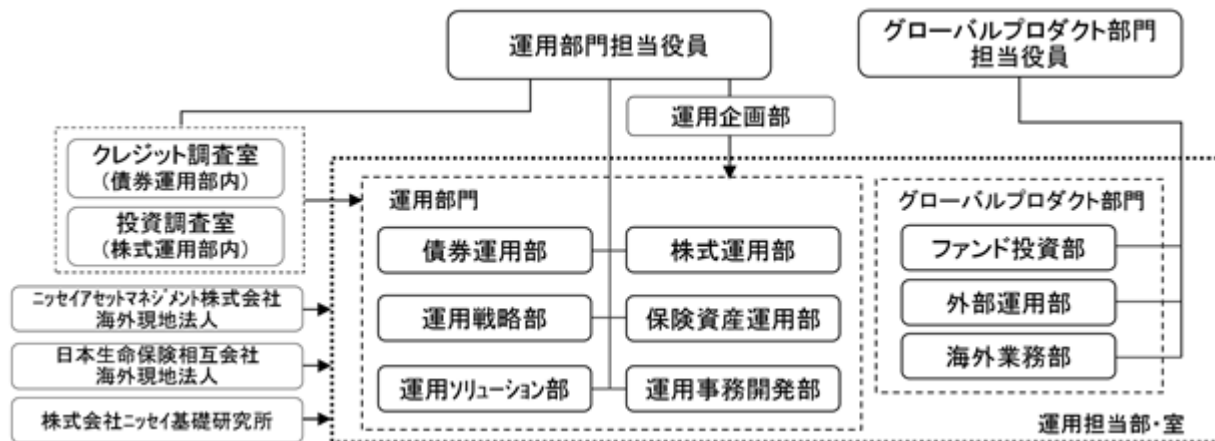 運用部門担当役員
グローバルプロダクト部門
担当役員
運用企画部
クレジット調査室
(債券運用部内)
投資調査室
(株式運用部内)
運用部門
債券運用部
株式運用部
運用戦略部
保険資産運用部
運用ソリューション部
運用事務開発部
グローバルプロダクト部門
ファンド投資部
外部運用部
海外業務部
ニッセイアセットマネジメント株式会社
海外現地法人
日本生命保険相互会社
海外現地法人
株式会社ニッセイ基礎研究所
運用担当部・室